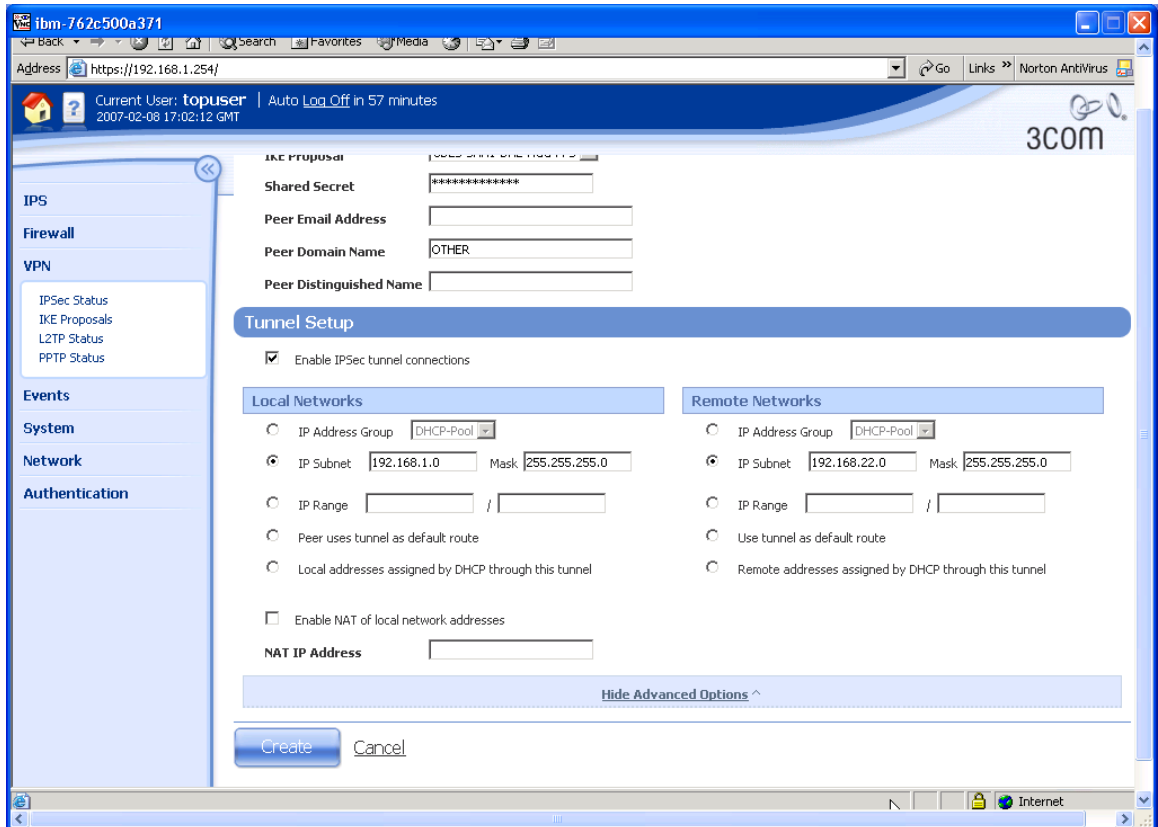 ibm-762c500a371
Back Search Favorites Media
Address https://192.168.1.254/ Go Links » Norton AntiVirus
Current User: topuser | Auto Log Off in 57 minutes
2007-02-08 17:02:12 GMT
3COM
IKE Proposal
Shared Secret *************
Peer Email Address
Peer Domain Name OTHER
Peer Distinguished Name
IPS
Firewall
VPN
IPSec Status
IKE Proposals
L2TP Status
PPTP Status
Events
System
Network
Authentication
Tunnel Setup
Enable IPSec tunnel connections
Local Networks
IP Address Group DHCP-Pool
IP Subnet 192.168.1.0 Mask 255.255.255.0
IP Range /
Peer uses tunnel as default route
Local addresses assigned by DHCP through this tunnel
Remote Networks
IP Address Group DHCP-Pool
IP Subnet 192.168.22.0 Mask 255.255.255.0
IP Range /
Use tunnel as default route
Remote addresses assigned by DHCP through this tunnel
Enable NAT of local network addresses
NAT IP Address
Hide Advanced Options ^
Create Cancel
Internet